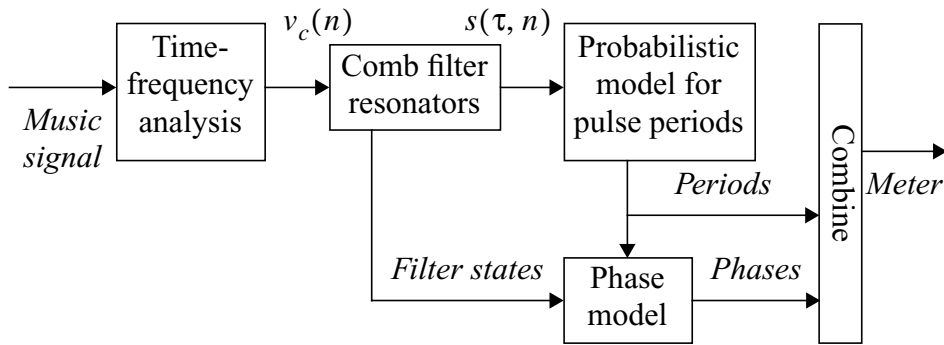 Music
signal
Time-
frequency
analysis
v_c(n)
Comb filter
resonators
s(τ, n)
Probabilistic
model for
pulse periods
Periods
Filter states
Phase
model
Phases
Combine
Meter